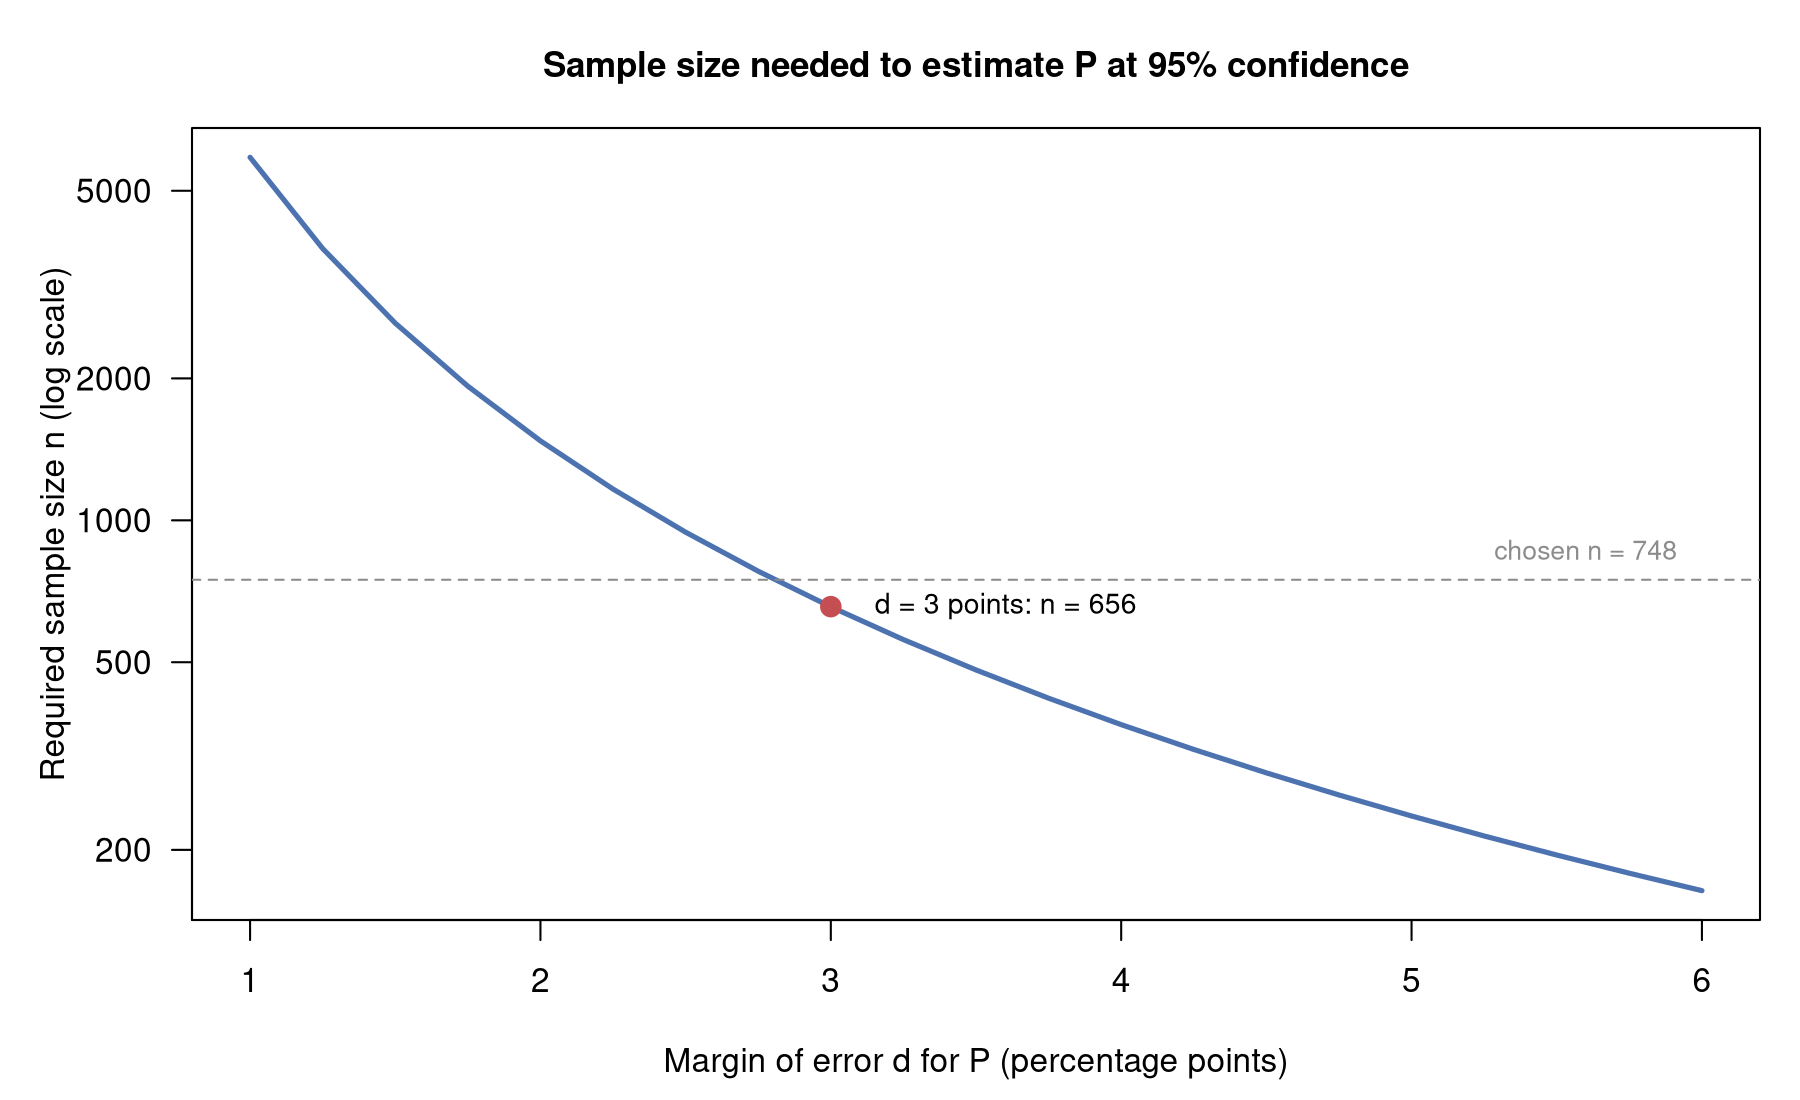 Sample size needed to estimate P at 95% confidence
Required sample size n (log scale)
5000
2000
1000
500
200
chosen n = 748
d = 3 points: n = 656
1 2 3 4 5 6
Margin of error d for P (percentage points)